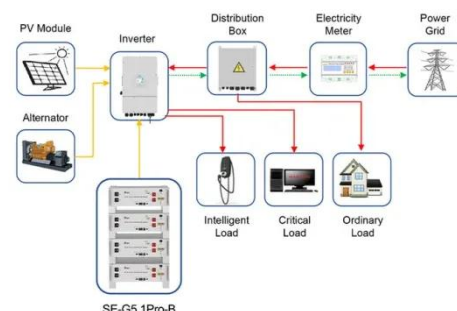 PV Module
Inverter
Distribution
Box
Electricity
Meter
Power
Grid
Alternator
Intelligent
Load
Critical
Load
Ordinary
Load
SE-G5.1Pro-B